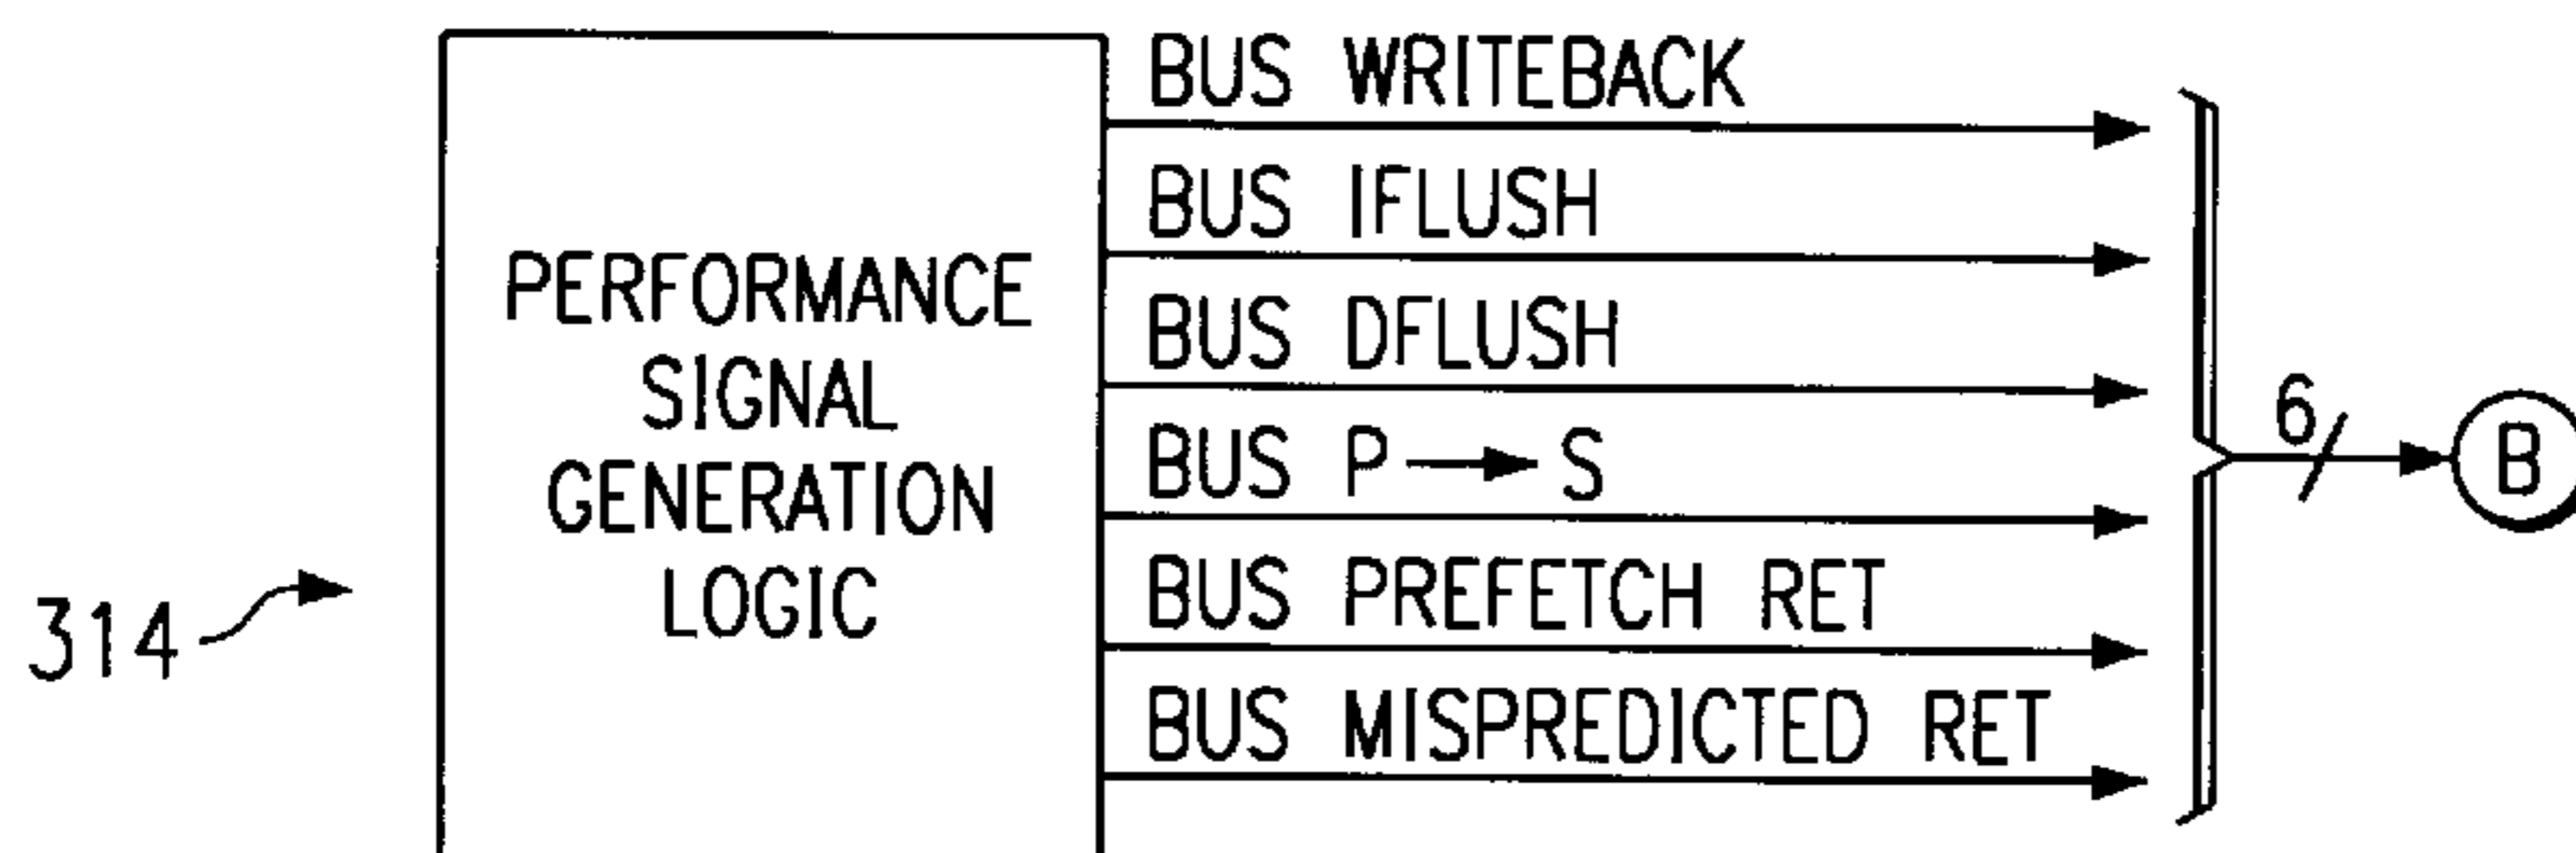 BUS WRITEBACK
BUS IFLUSH
BUS DFLUSH
BUS P → S
BUS PREFETCH RET
BUS MISPREDICTED RET
PERFORMANCE
SIGNAL
GENERATION
LOGIC
314
6
B